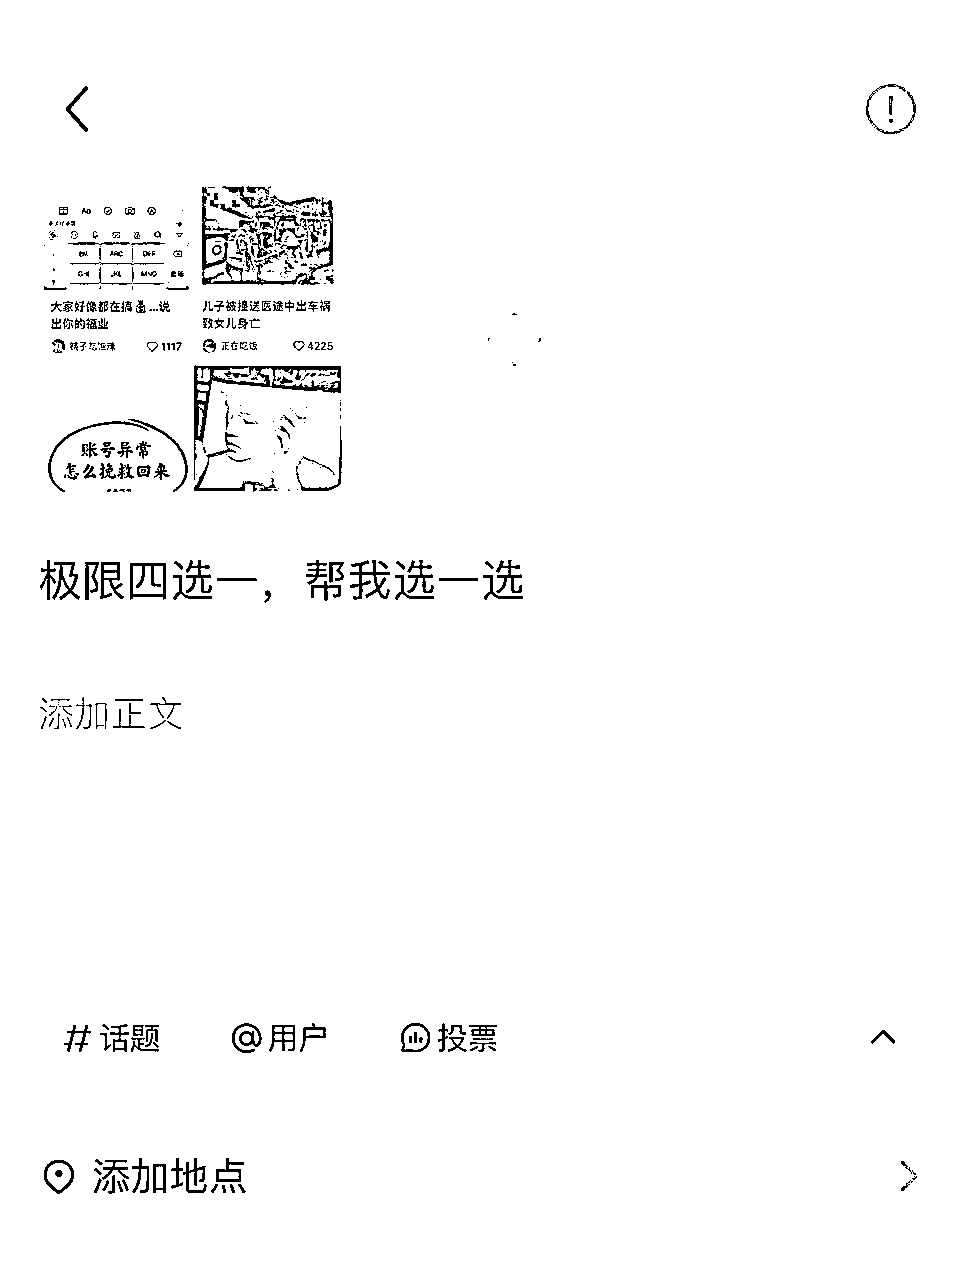 Aa
ABC
DEF
GHI
JKL
MNO
大家好像都在搞💰...说
出你的猫业
1117
儿子被撞送医途中出车祸
致女儿身亡
正在吃饭
4225
账号异常
怎么挽救回来
极限四选一，帮我选一选
添加正文
# 话题
@用户
投票
添加地点